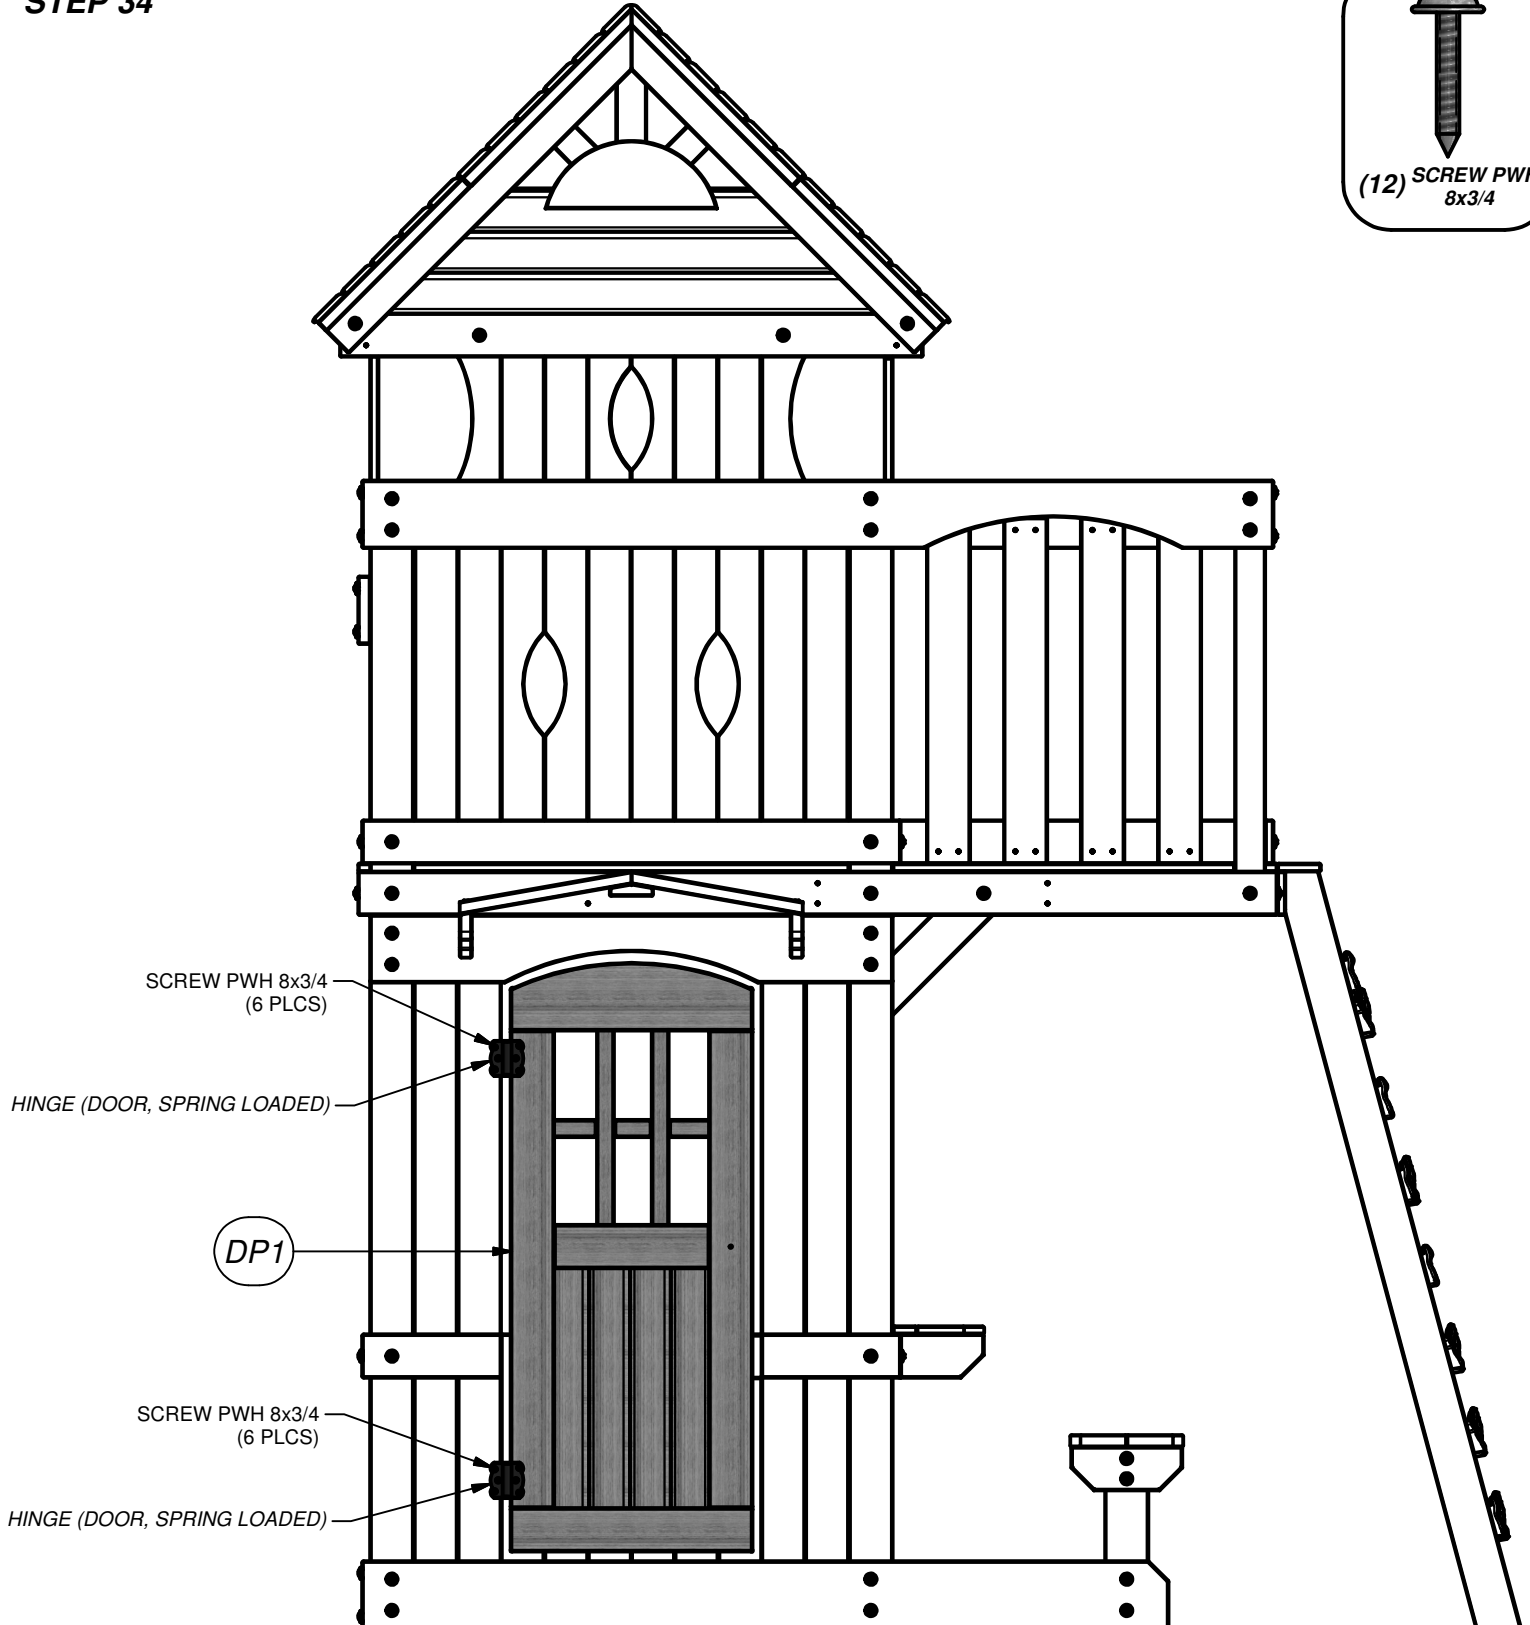 STEP 34
(12) SCREW PWH
8x3/4
SCREW PWH 8x3/4
(6 PLCS)
HINGE (DOOR, SPRING LOADED)
DP1
SCREW PWH 8x3/4
(6 PLCS)
HINGE (DOOR, SPRING LOADED)